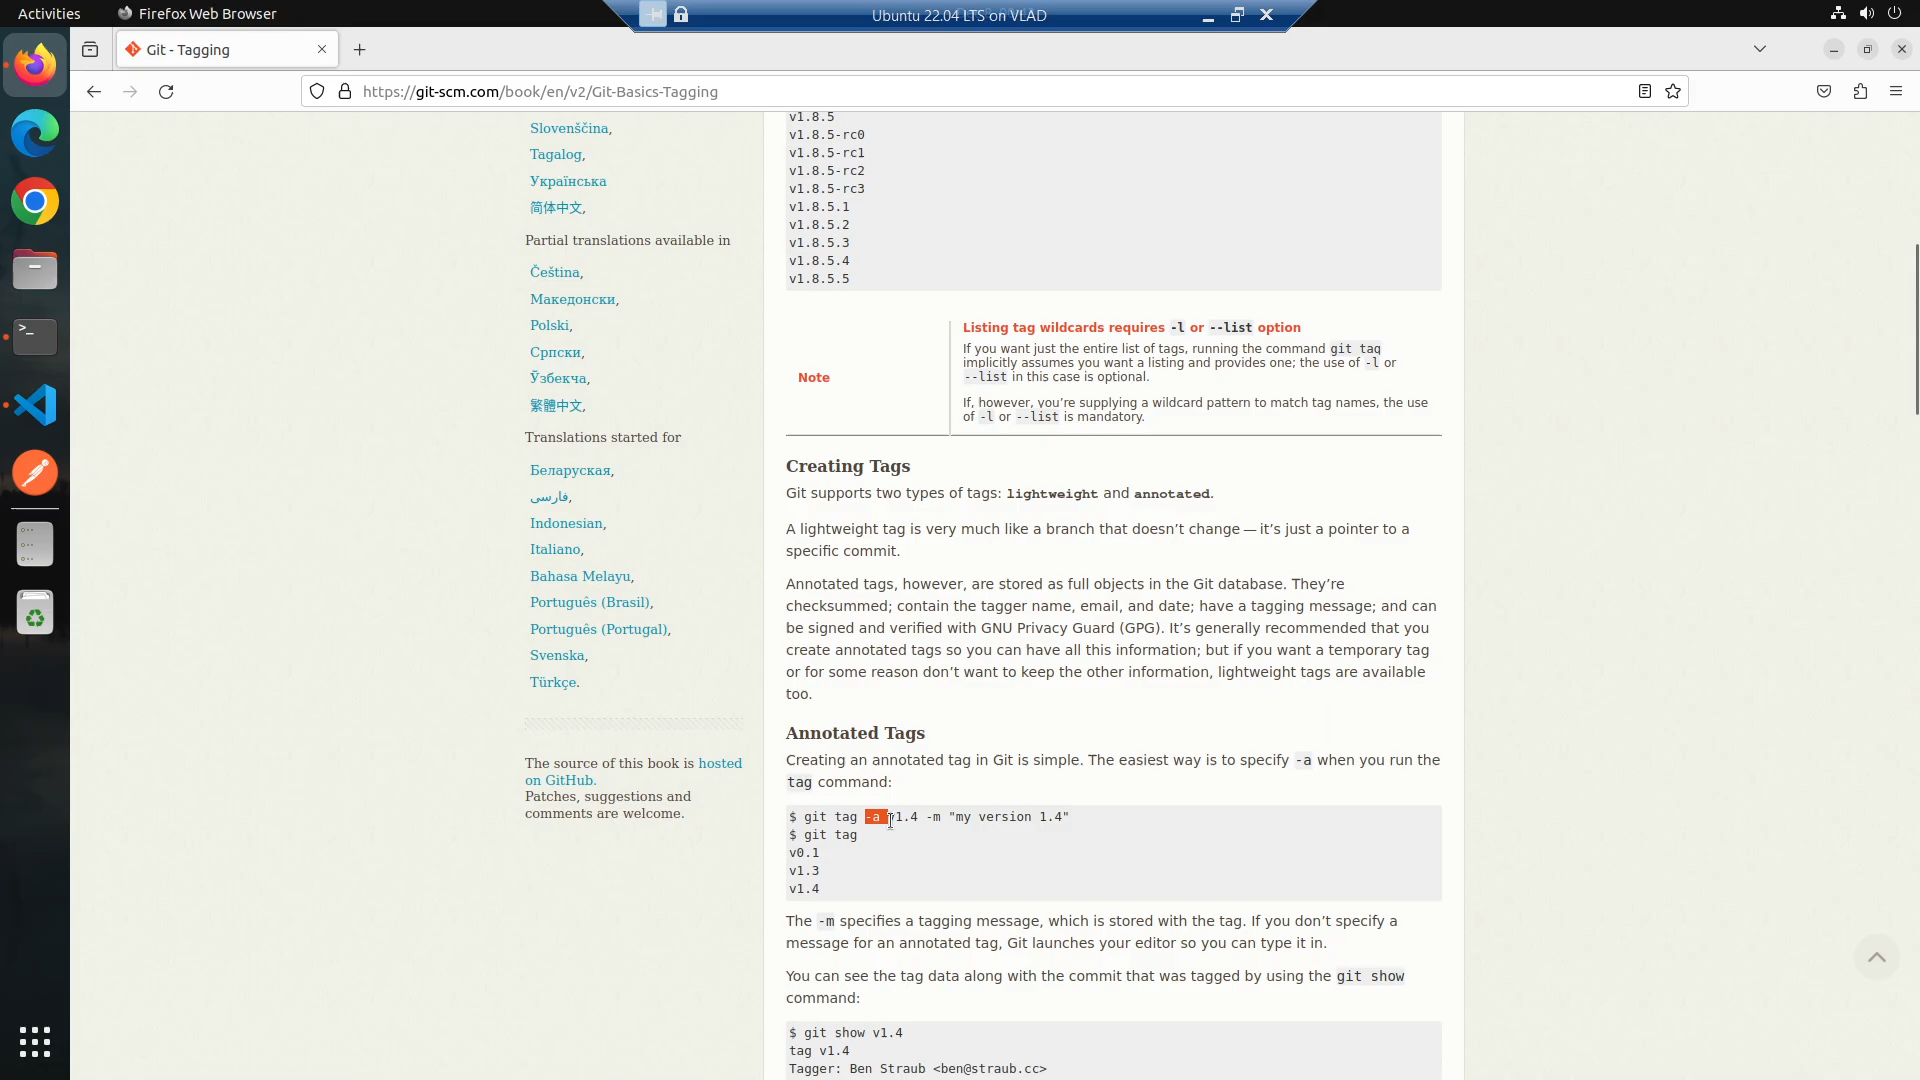 Activities
Firefox Web Browser
Ubuntu 22.04 LTS on VLAD
Git - Tagging
https://git-scm.com/book/en/v2/Git-Basics-Tagging
Slovenščina,
Tagalog,
Українська
简体中文,
Partial translations available in
Čeština,
Македонски,
Polski,
Српски,
Ўзбекча,
繁體中文,
Translations started for
Беларуская,
فارسی,
Indonesian,
Italiano,
Bahasa Melayu,
Português (Brasil),
Português (Portugal),
Svenska,
Türkçe.
The source of this book is hosted
on GitHub.
Patches, suggestions and
comments are welcome.
v1.8.5
v1.8.5-rc0
v1.8.5-rc1
v1.8.5-rc2
v1.8.5-rc3
v1.8.5.1
v1.8.5.2
v1.8.5.3
v1.8.5.4
v1.8.5.5
Note
Listing tag wildcards requires -l or --list option
If you want just the entire list of tags, running the command git tag
implicitly assumes you want a listing and provides one; the use of -l or
--list in this case is optional.
If, however, you’re supplying a wildcard pattern to match tag names, the use
of -l or --list is mandatory.
Creating Tags
Git supports two types of tags: lightweight and annotated.
A lightweight tag is very much like a branch that doesn’t change — it’s just a pointer to a
specific commit.
Annotated tags, however, are stored as full objects in the Git database. They’re
checksummed; contain the tagger name, email, and date; have a tagging message; and can
be signed and verified with GNU Privacy Guard (GPG). It’s generally recommended that you
create annotated tags so you can have all this information; but if you want a temporary tag
or for some reason don’t want to keep the other information, lightweight tags are available
too.
Annotated Tags
Creating an annotated tag in Git is simple. The easiest way is to specify -a when you run the
tag command:
$ git tag -a v1.4 -m "my version 1.4"
$ git tag
v0.1
v1.3
v1.4
The -m specifies a tagging message, which is stored with the tag. If you don’t specify a
message for an annotated tag, Git launches your editor so you can type it in.
You can see the tag data along with the commit that was tagged by using the git show
command:
$ git show v1.4
tag v1.4
Tagger: Ben Straub <ben@straub.cc>